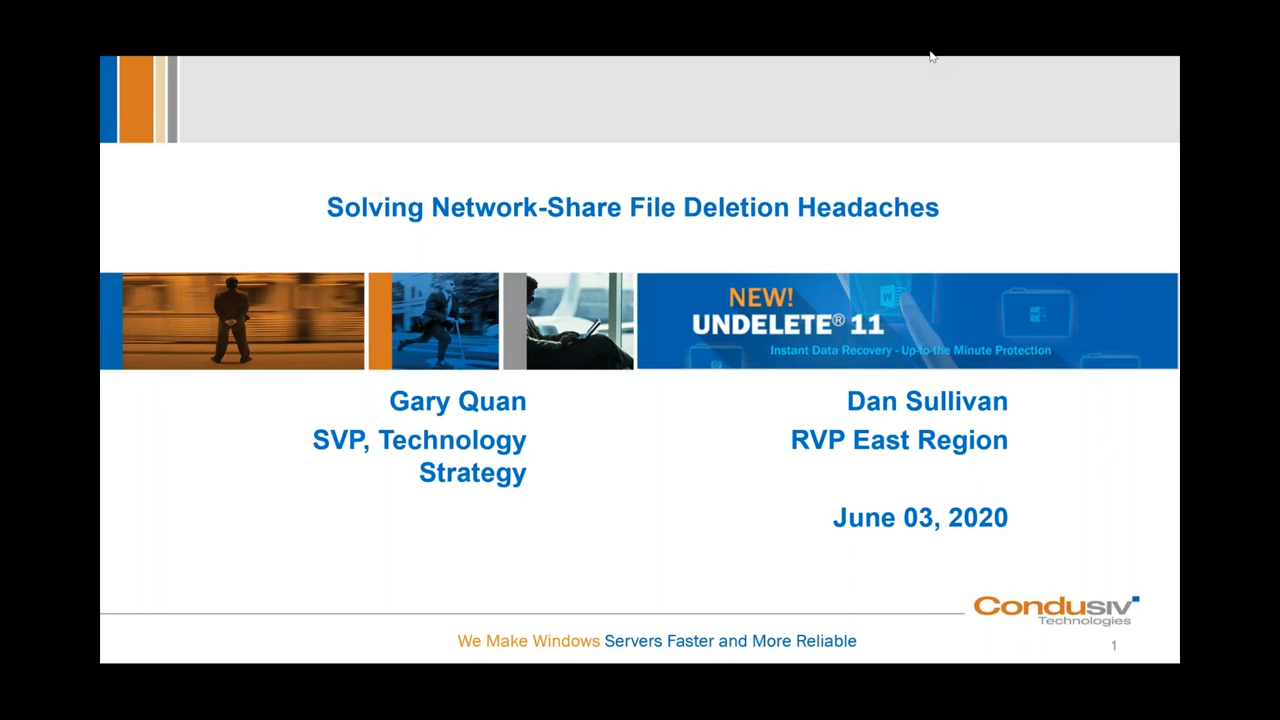 Solving Network-Share File Deletion Headaches
NEW!
UNDELETE® 11
Instant Data Recovery - Up-to-the Minute Protection
Gary Quan
SVP, Technology
Strategy
Dan Sullivan
RVP East Region
June 03, 2020
Condusiv
Technologies
We Make Windows Servers Faster and More Reliable
1